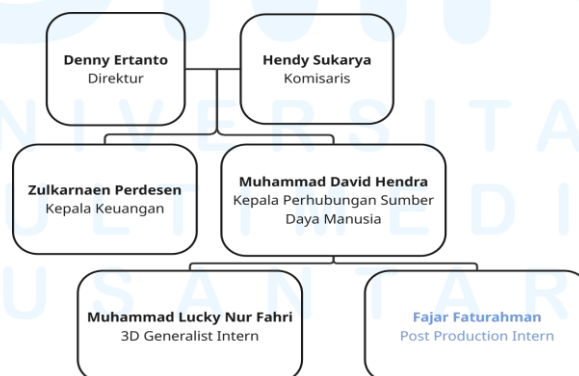 Denny Ertanto
Direktur
Hendy Sukarya
Komisaris
Zulkarnaen Perdesen
Kepala Keuangan
Muhammad David Hendra
Kepala Perhubungan Sumber
Daya Manusia
Muhammad Lucky Nur Fahri
3D Generalist Intern
Fajar Faturahman
Post Production Intern